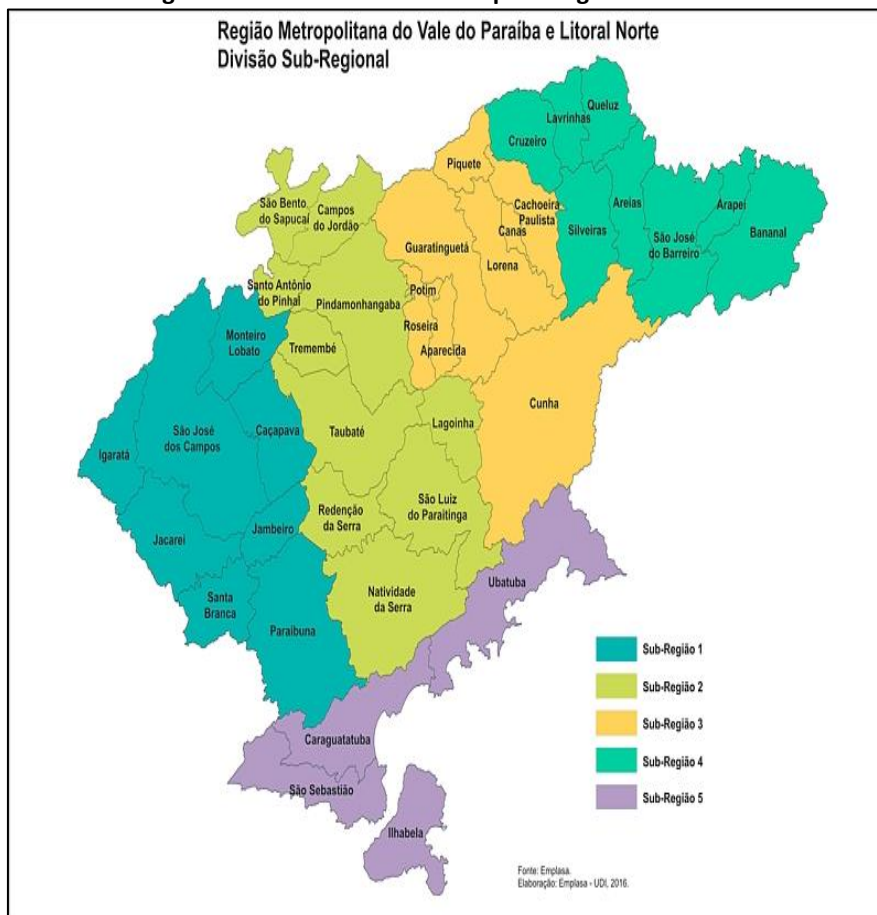 Região Metropolitana do Vale do Paraíba e Litoral Norte
Divisão Sub-Regional
Queluz
Lavrinhas
Cruzeiro
Piquete
São Bento
do Sapucaí
Campos
do Jordão
Cachoeira
Paulista
Canas
Silveiras
Areias
Arapeí
São José
do Barreiro
Bananal
Guaratinguetá
Lorena
Santo Antônio
do Pinhal
Pindamonhangaba
Potim
Roseira
Aparecida
Monteiro
Lobato
Tremembé
Cunha
Lagoinha
Taubaté
Caçapava
São José
dos Campos
Igaratá
São Luiz
do Paraitinga
Redenção
da Serra
Jacareí
Jambeiro
Ubatuba
Natividade
da Serra
Santa
Branca
Paraibuna
Caraguatatuba
São Sebastião
Ilhabela
Sub-Região 1
Sub-Região 2
Sub-Região 3
Sub-Região 4
Sub-Região 5
Fonte: Emplasa.
Elaboração: Emplasa - UDI, 2016.